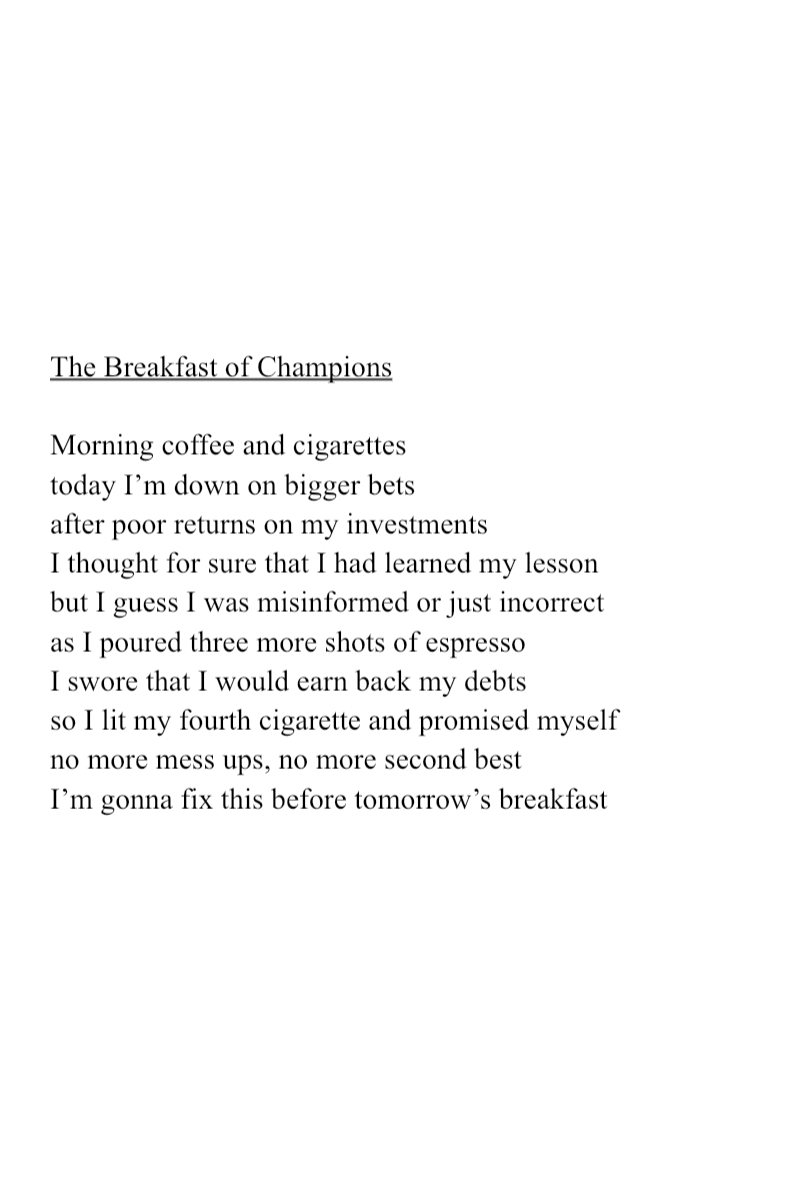 The Breakfast of Champions
Morning coffee and cigarettes
today I’m down on bigger bets
after poor returns on my investments
I thought for sure that I had learned my lesson
but I guess I was misinformed or just incorrect
as I poured three more shots of espresso
I swore that I would earn back my debts
so I lit my fourth cigarette and promised myself
no more mess ups, no more second best
I’m gonna fix this before tomorrow’s breakfast